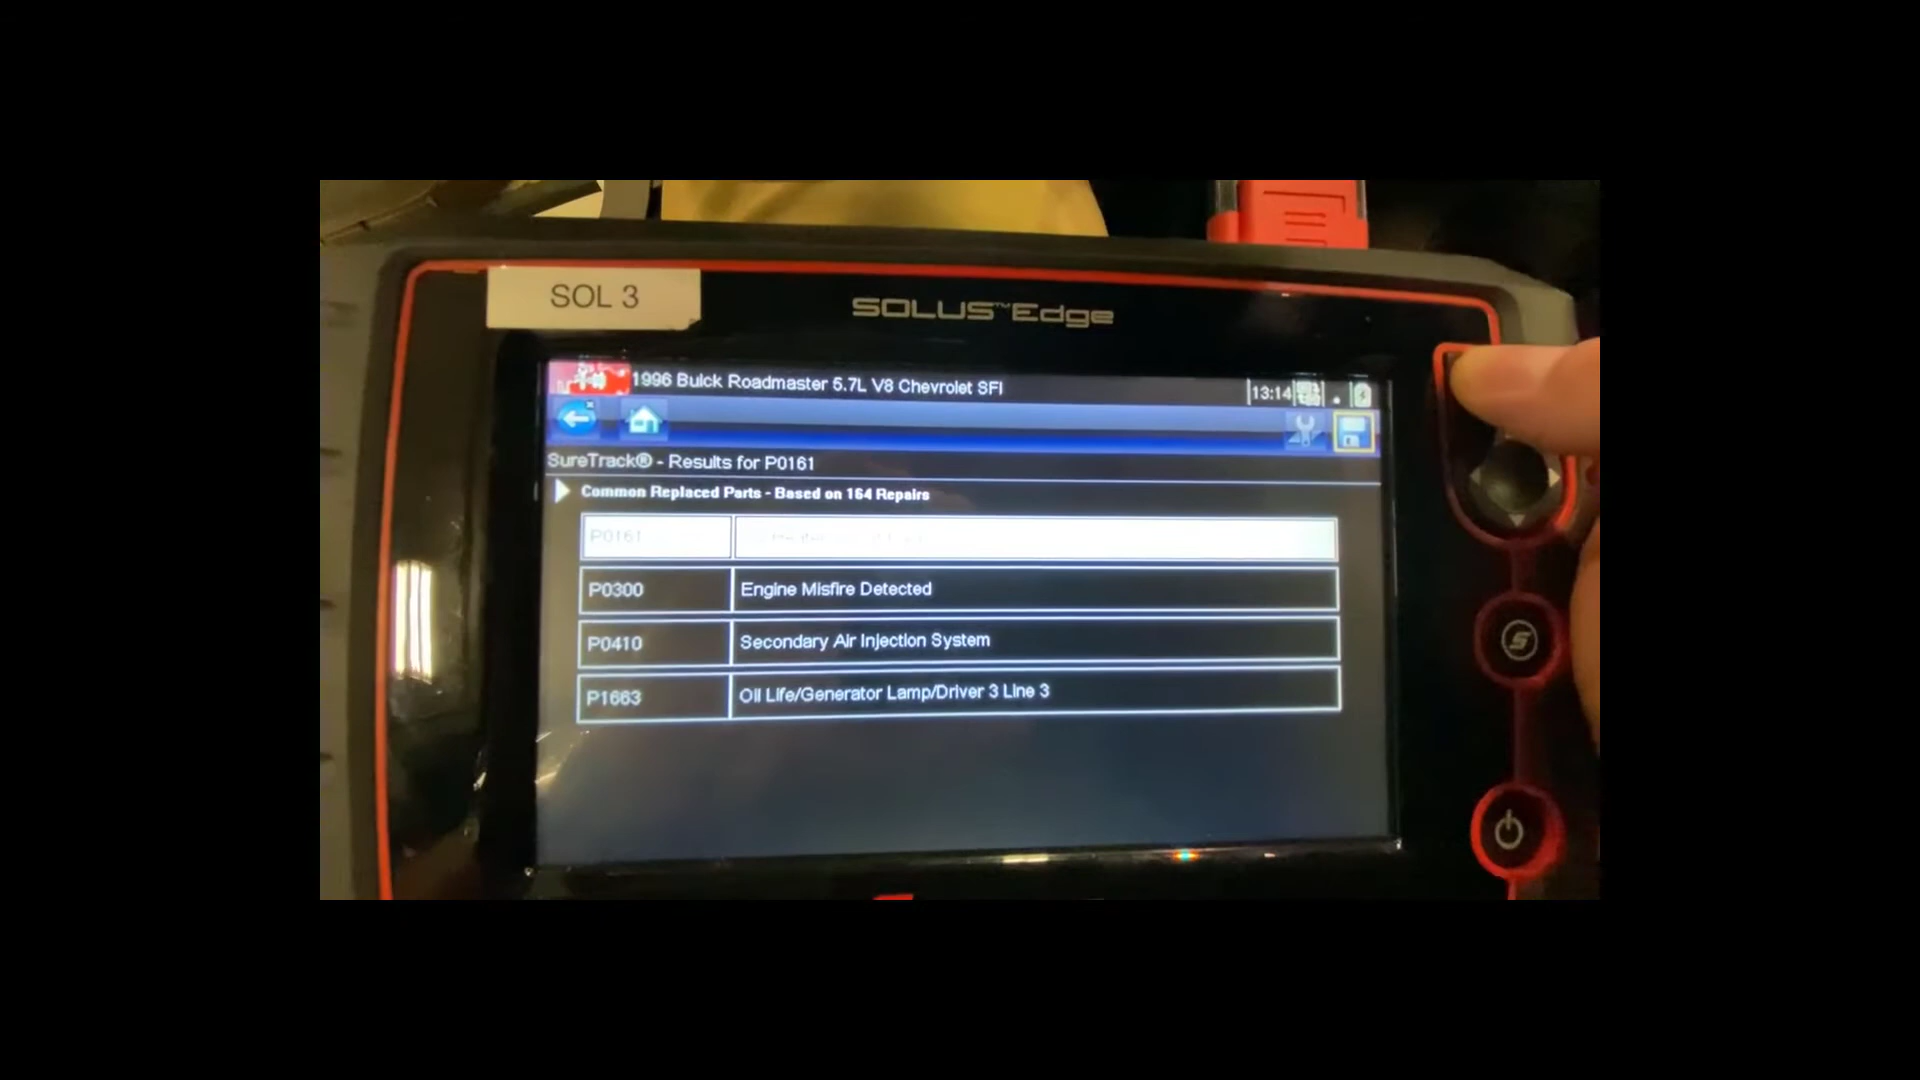 SOL 3
SOLUS™ Edge
1996 Buick Roadmaster 5.7L V8 Chevrolet SFI
13:14
SureTrack® - Results for P0161
Common Replaced Parts - Based on 164 Repairs
P0161
P0300 Engine Misfire Detected
P0410 Secondary Air Injection System
P1663 Oil Life/Generator Lamp/Driver 3 Line 3